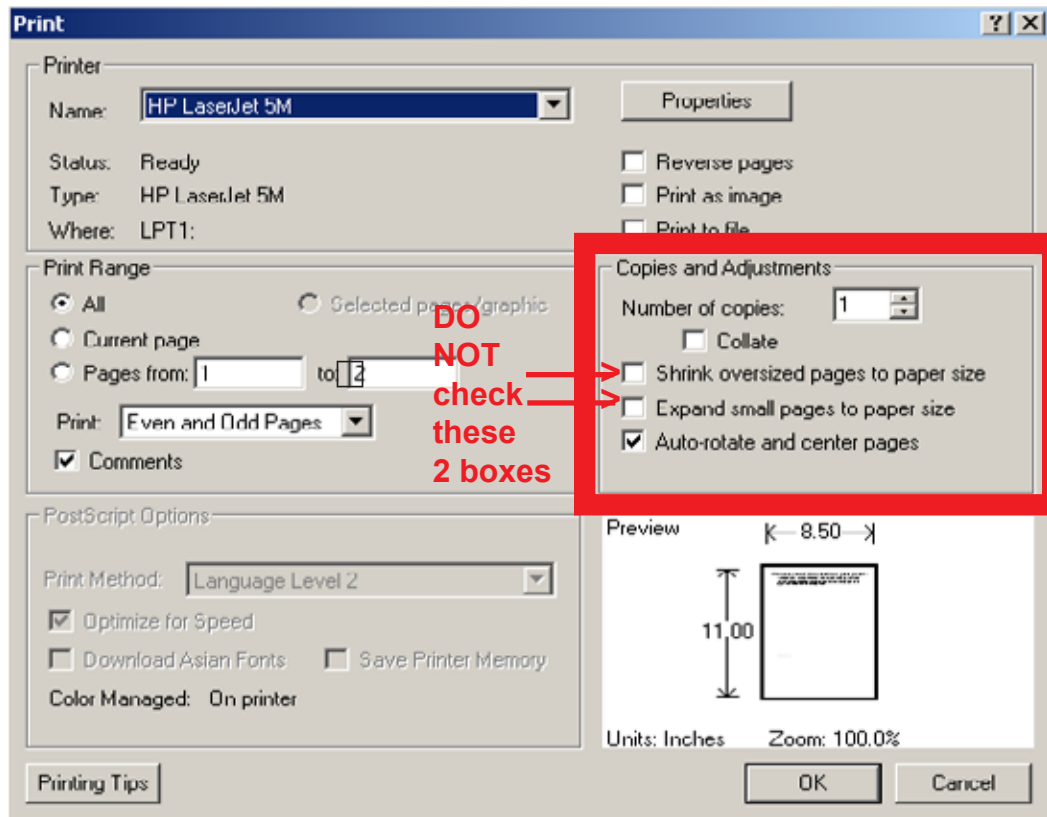 Print
Printer
Name: HP LaserJet 5M
Properties
Status: Ready
Reverse pages
Type: HP LaserJet 5M
Print as image
Where: LPT1:
Print to file
Print Range
All
Selected pages/graphic
Current page
Pages from: 1 to: 2
Print: Even and Odd Pages
Comments
DO
NOT
check
these
2 boxes
Copies and Adjustments
Number of copies: 1
Collate
Shrink oversized pages to paper size
Expand small pages to paper size
Auto-rotate and center pages
PostScript Options
Print Method: Language Level 2
Optimize for Speed
Download Asian Fonts
Save Printer Memory
Color Managed: On printer
Preview
8.50
11.00
Units: Inches Zoom: 100.0%
Printing Tips
OK
Cancel